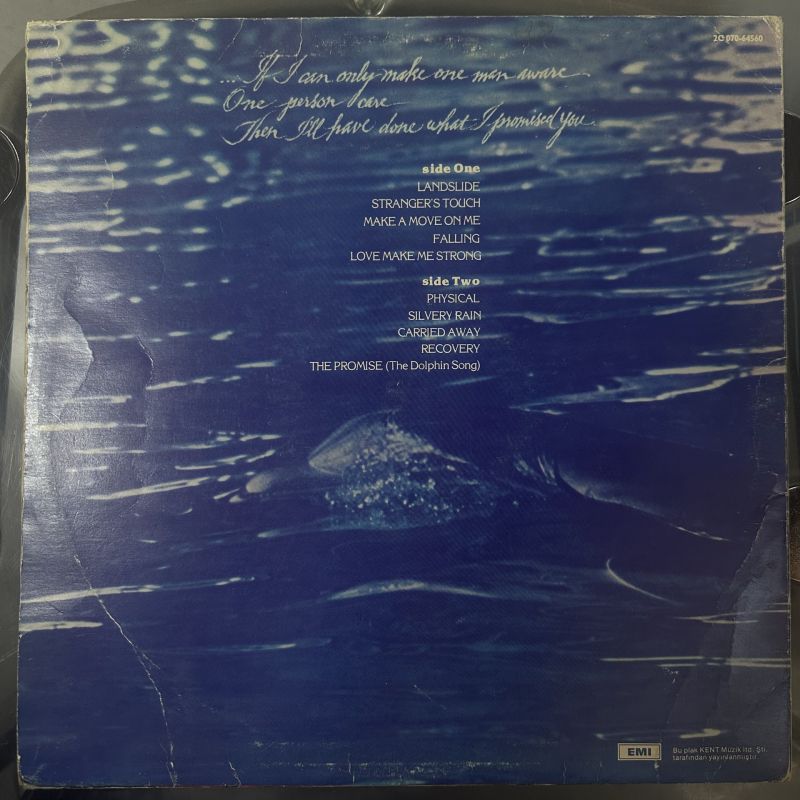 2C 070-64560
... If I can only make one man aware
One person care
Then I'll have done what I promised you.
side One
LANDSLIDE
STRANGER'S TOUCH
MAKE A MOVE ON ME
FALLING
LOVE MAKE ME STRONG
side Two
PHYSICAL
SILVERY RAIN
CARRIED AWAY
RECOVERY
THE PROMISE (The Dolphin Song)
EMI
Bu plak KENT Müzik ltd. Şti.
tarafından yayınlanmıştır.